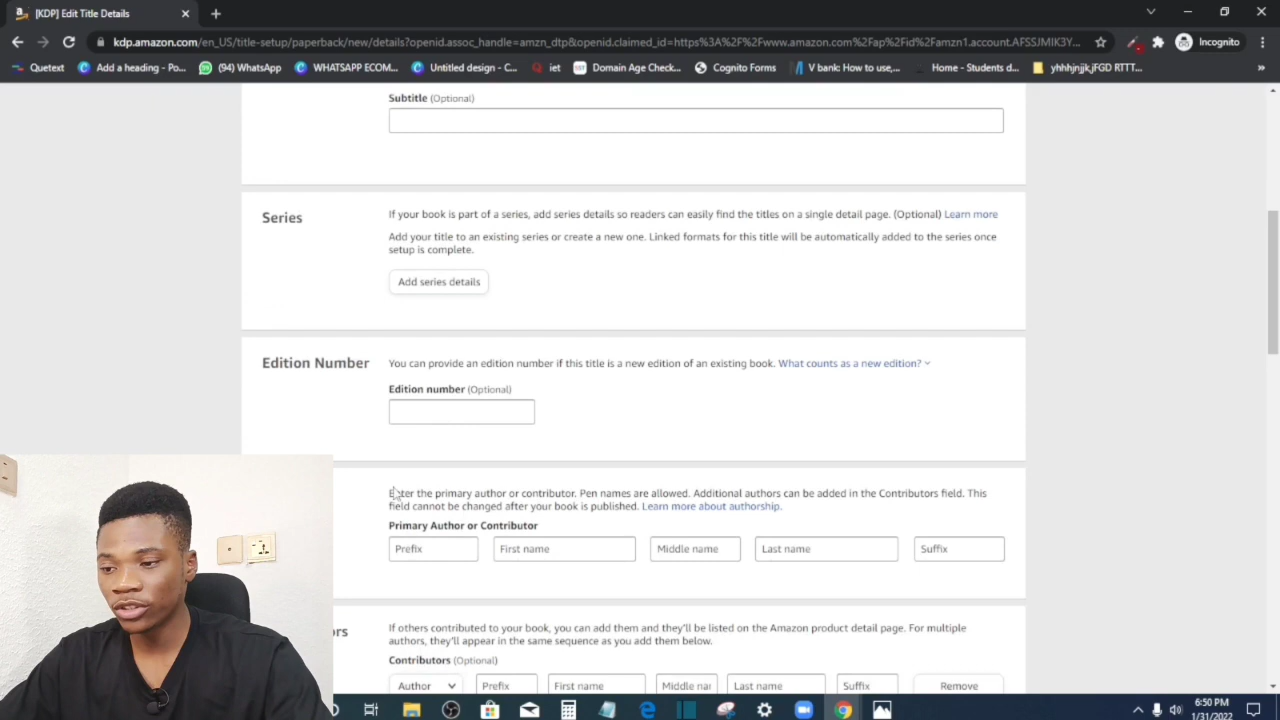 [KDP] Edit Title Details
kdp.amazon.com/en_US/title-setup/paperback/new/details?openid.assoc_handle=amzn_dtp&openid.claimed_id=https%3A%2F%2Fwww.amazon.com%2Fap%2Fid%2Famzn1.account.AFSSJMIK3Y...
Incognito
Quetext
Add a heading - Po...
(94) WhatsApp
WHATSAPP ECOM...
Untitled design - C...
iet
Domain Age Check...
Cognito Forms
V bank: How to use,...
Home - Students d...
yhhhjnjik,jFGD RTTT...
»
Subtitle (Optional)
Series
If your book is part of a series, add series details so readers can easily find the titles on a single detail page. (Optional) Learn more
Add your title to an existing series or create a new one. Linked formats for this title will be automatically added to the series once
setup is complete.
Add series details
Edition Number
You can provide an edition number if this title is a new edition of an existing book. What counts as a new edition?
Edition number (Optional)
Enter the primary author or contributor. Pen names are allowed. Additional authors can be added in the Contributors field. This
field cannot be changed after your book is published. Learn more about authorship.
Primary Author or Contributor
Prefix
First name
Middle name
Last name
Suffix
rs
If others contributed to your book, you can add them and they'll be listed on the Amazon product detail page. For multiple
authors, they'll appear in the same sequence as you add them below.
Contributors (Optional)
Author
Prefix
First name
Middle nar
Last name
Suffix
Remove
6:50 PM
1/31/2022